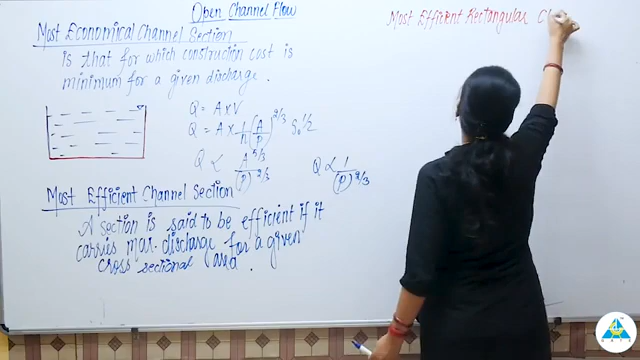 Open Channel Flow
Most Economical Channel Section
is that for which construction cost is
minimum for a given discharge.
Q = A×V
Q = A × 1/n (A/P)^2/3 S₀^1/2
Q ∝ A^5/3 / (P)^2/3
Q ∝ 1 / (P)^2/3
Most Efficient Channel Section
A section is said to be efficient if it
carries max. discharge for a given
cross sectional area.
Most Efficient Rectangular